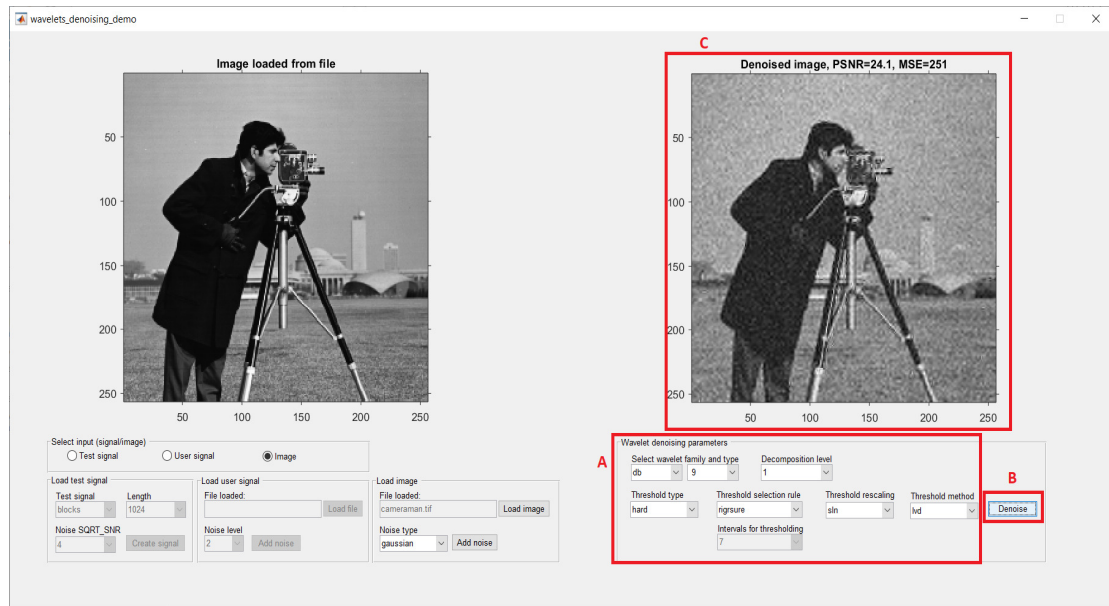 wavelets_denoising_demo
C
Image loaded from file
50
100
150
200
250
50 100 150 200 250
Denoised image, PSNR=24.1, MSE=251
50
100
150
200
250
50 100 150 200 250
Select input (signal/image)
Test signal User signal Image
Load test signal
Test signal Length
blocks 1024
Noise SQRT_SNR
4 Create signal
Load user signal
File loaded:
Load file
Noise level
2 Add noise
Load image
File loaded:
cameraman.tif Load image
Noise type
gaussian Add noise
A
Wavelet denoising parameters
Select wavelet family and type Decomposition level
db 9 1
Threshold type Threshold selection rule Threshold rescaling Threshold method
hard rigrsure sln lvd
Intervals for thresholding
7
B
Denoise